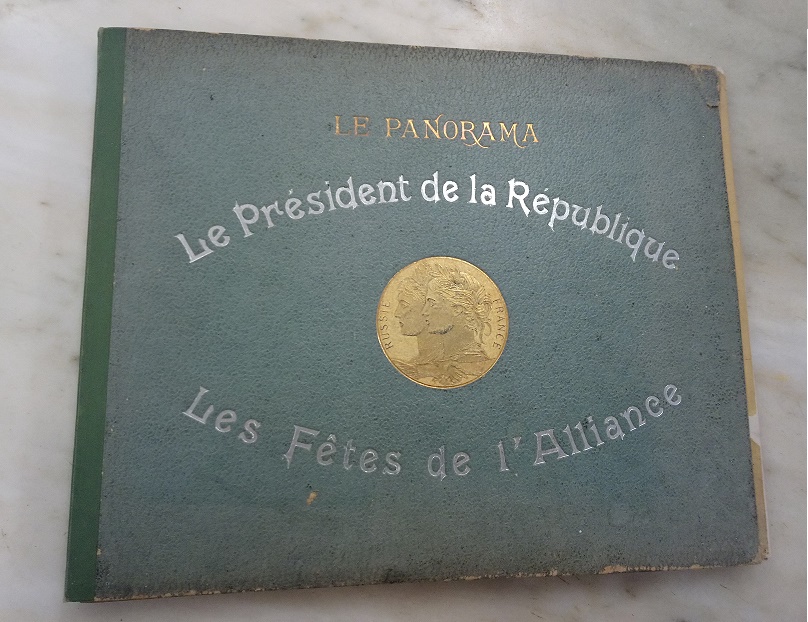 LE PANORAMA
Le Président de la République
RUSSIE FRANCE
Les Fêtes de l'Alliance